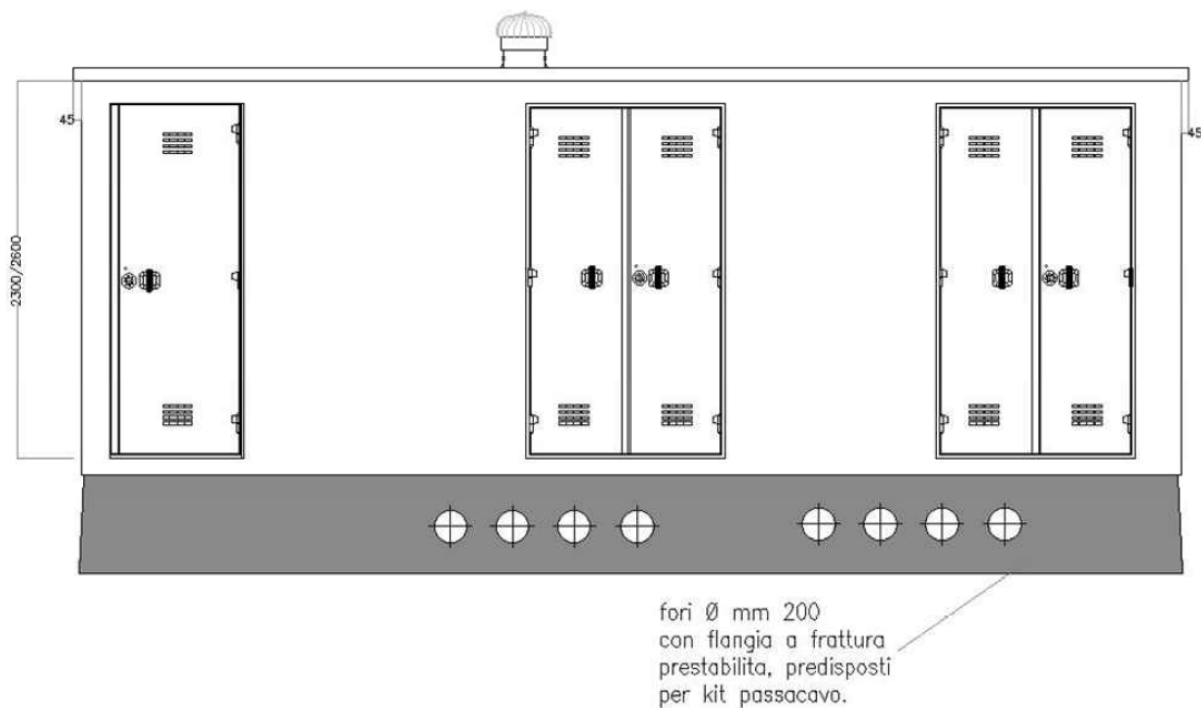 45
45
2300/2600
fori Ø mm 200
con flangia a frattura
prestabilita, predisposti
per kit passacavo.